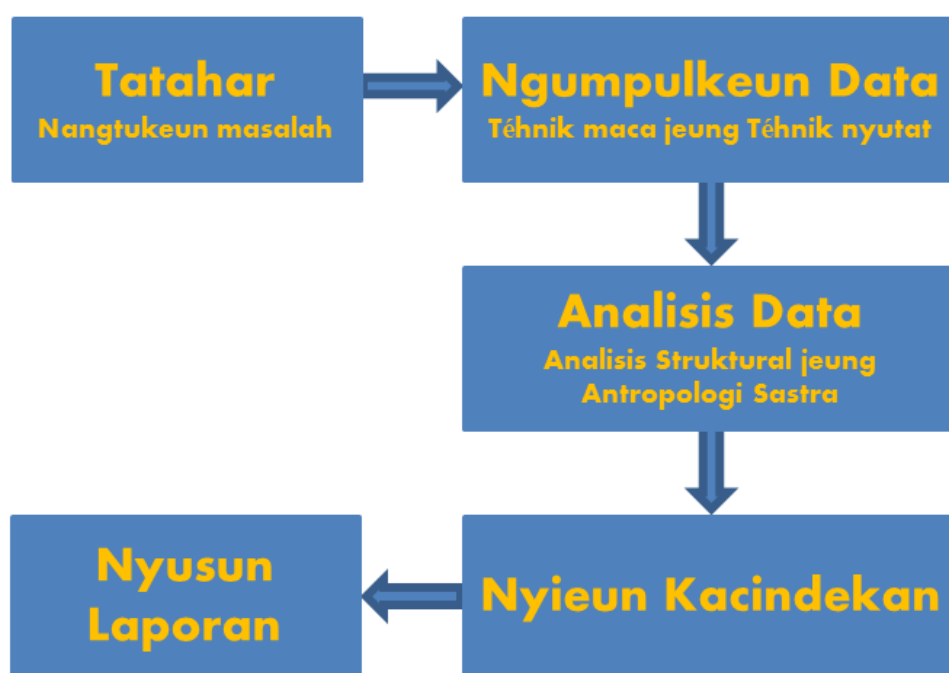 Tatahar
Nangtukeun masalah
Ngumpulkeun Data
Téhnik maca jeung Téhnik nyutat
Analisis Data
Analisis Struktural jeung
Antropologi Sastra
Nyieun Kacindekan
Nyusun
Laporan